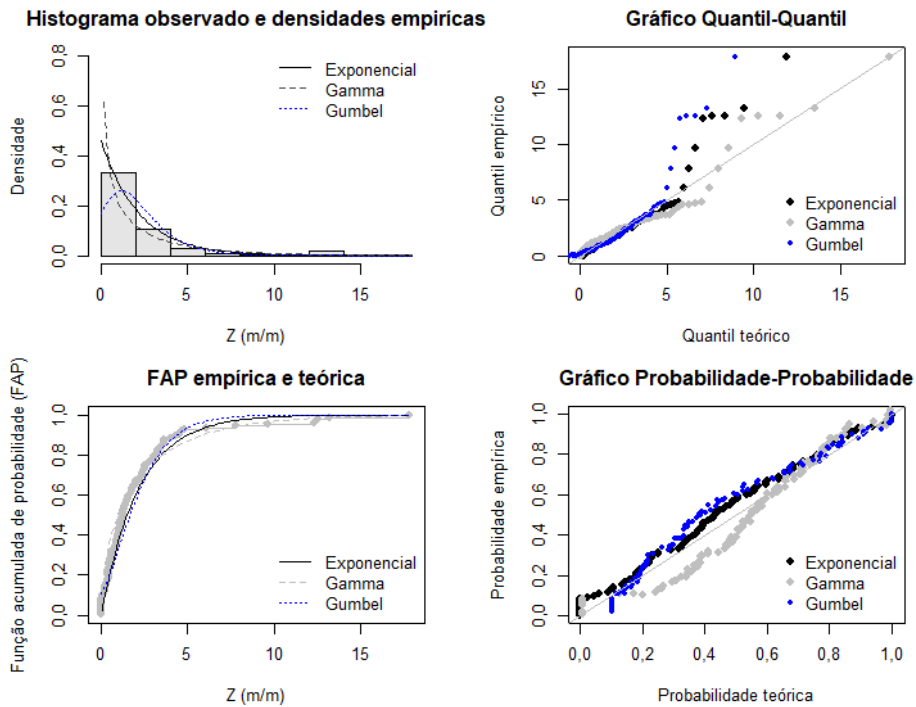 Histograma observado e densidades empirícas
Densidade
0,0 0,2 0,4 0,6 0,8
Exponencial
Gamma
Gumbel
0 5 10 15
Z (m/m)
Gráfico Quantil-Quantil
Quantil empírico
0 5 10 15
Exponencial
Gamma
Gumbel
0 5 10 15
Quantil teórico
FAP empírica e teórica
Função acumulada de probabilidade (FAP)
0,0 0,2 0,4 0,6 0,8 1,0
Exponencial
Gamma
Gumbel
0 5 10 15
Z (m/m)
Gráfico Probabilidade-Probabilidade
Probabilidade empírica
0,0 0,2 0,4 0,6 0,8 1,0
Exponencial
Gamma
Gumbel
0,0 0,2 0,4 0,6 0,8 1,0
Probabilidade teórica